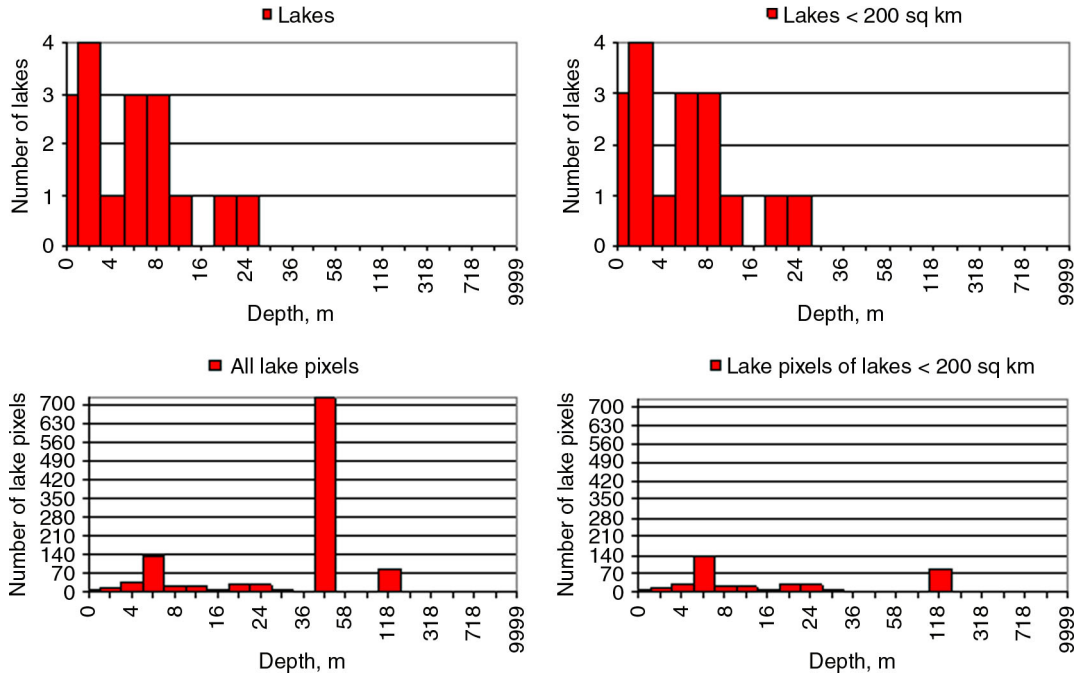 Lakes
Number of lakes
4
3
2
1
0
0 4 8 16 24 36 58 118 318 718 9999
Depth, m
Lakes < 200 sq km
Number of lakes
4
3
2
1
0
0 4 8 16 24 36 58 118 318 718 9999
Depth, m
All lake pixels
Number of lake pixels
700
630
560
490
420
350
280
210
140
70
0
0 4 8 16 24 36 58 118 318 718 9999
Depth, m
Lake pixels of lakes < 200 sq km
Number of lake pixels
700
630
560
490
420
350
280
210
140
70
0
0 4 8 16 24 36 58 118 318 718 9999
Depth, m